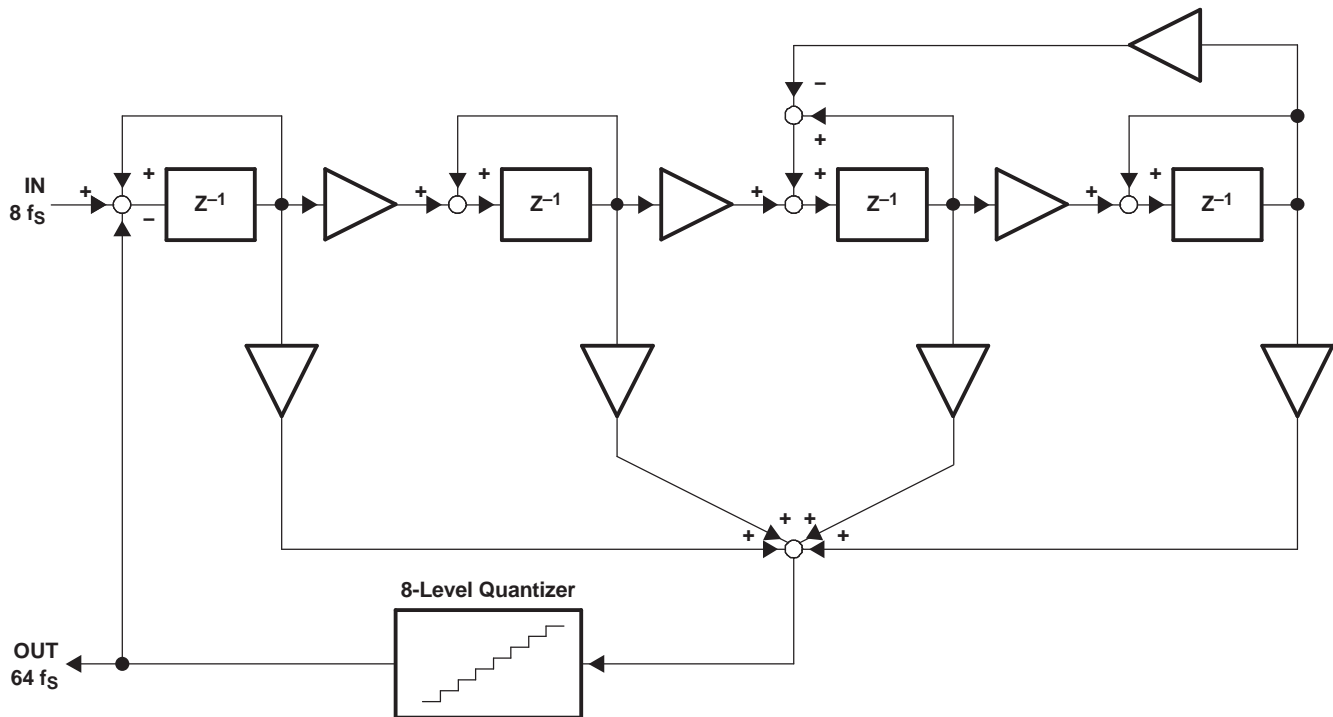 IN
8 fS
+
+
–
Z–1
+
+
Z–1
+
–
+
+
Z–1
+
+
Z–1
+
+
+
+
8-Level Quantizer
OUT
64 fS